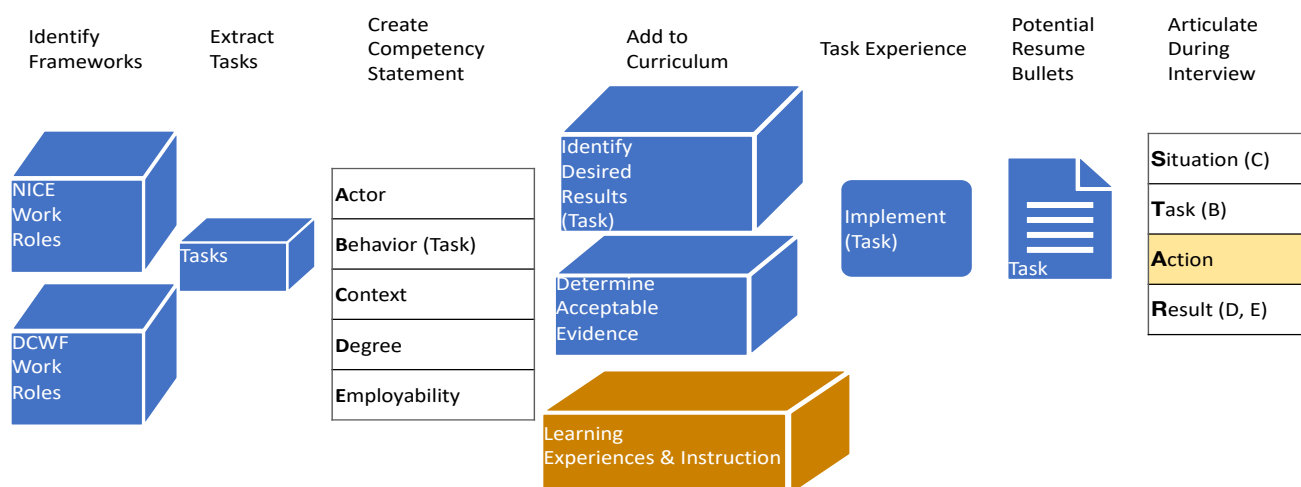 Identify
Frameworks
Extract
Tasks
Create
Competency
Statement
Add to
Curriculum
Task Experience
Potential
Resume
Bullets
Articulate
During
Interview
NICE
Work
Roles
DCWF
Work
Roles
Tasks
Actor
Behavior (Task)
Context
Degree
Employability
Identify
Desired
Results
(Task)
Determine
Acceptable
Evidence
Learning
Experiences & Instruction
Implement
(Task)
Task
Situation (C)
Task (B)
Action
Result (D, E)